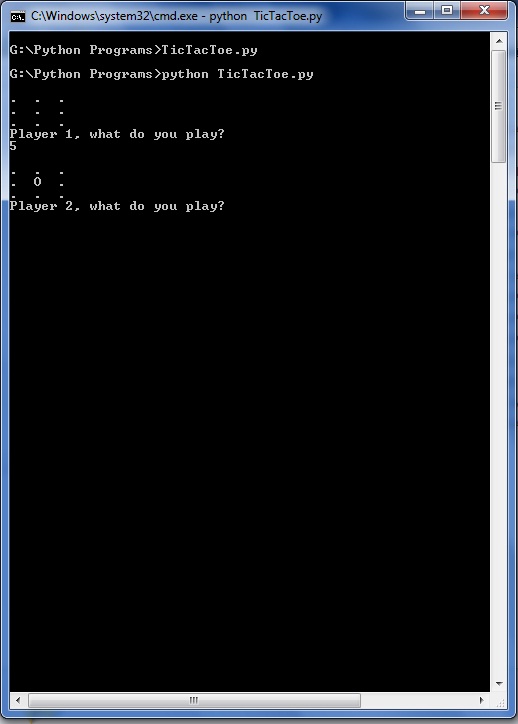 C:\Windows\system32\cmd.exe - python  TicTacToe.py
G:\Python Programs>TicTacToe.py
G:\Python Programs>python TicTacToe.py
.  .  .
.  .  .
.  .  .
Player 1, what do you play?
5
.  .  .
.  O  .
.  .  .
Player 2, what do you play?